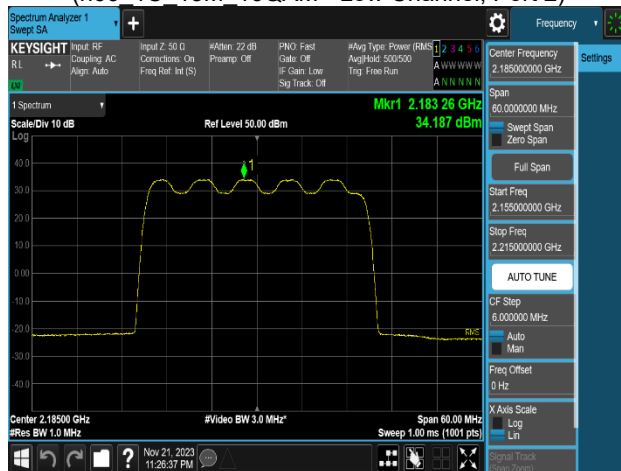 Spectrum Analyzer 1
Swept SA
+
Frequency
KEYSIGHT
RL
LW
Input: RF
Coupling: AC
Align: Auto
Input Z: 50 Ω
Corrections: On
Freq Ref: Int (S)
#Atten: 22 dB
Preamp: Off
PNO: Fast
Gate: Off
IF Gain: Low
Sig Track: Off
#Avg Type: Power (RMS
Avg|Hold: 500/500
Trig: Free Run
1 2 3 4 5 6
A W W W W W
A N N N N N
1 Spectrum
Scale/Div 10 dB
Log
Ref Level 50.00 dBm
Mkr1 2.183 26 GHz
34.187 dBm
40.0
30.0
20.0
10.0
0.00
-10.0
-20.0
-30.0
-40.0
1
RMS
Center 2.18500 GHz
#Res BW 1.0 MHz
#Video BW 3.0 MHz*
Span 60.00 MHz
Sweep 1.00 ms (1001 pts)
Center Frequency
2.185000000 GHz
Settings
Span
60.0000000 MHz
Swept Span
Zero Span
Full Span
Start Freq
2.155000000 GHz
Stop Freq
2.215000000 GHz
AUTO TUNE
CF Step
6.000000 MHz
Auto
Man
Freq Offset
0 Hz
X Axis Scale
Log
Lin
Signal Track
(Span Zoom)
?
Nov 21, 2023
11:26:37 PM